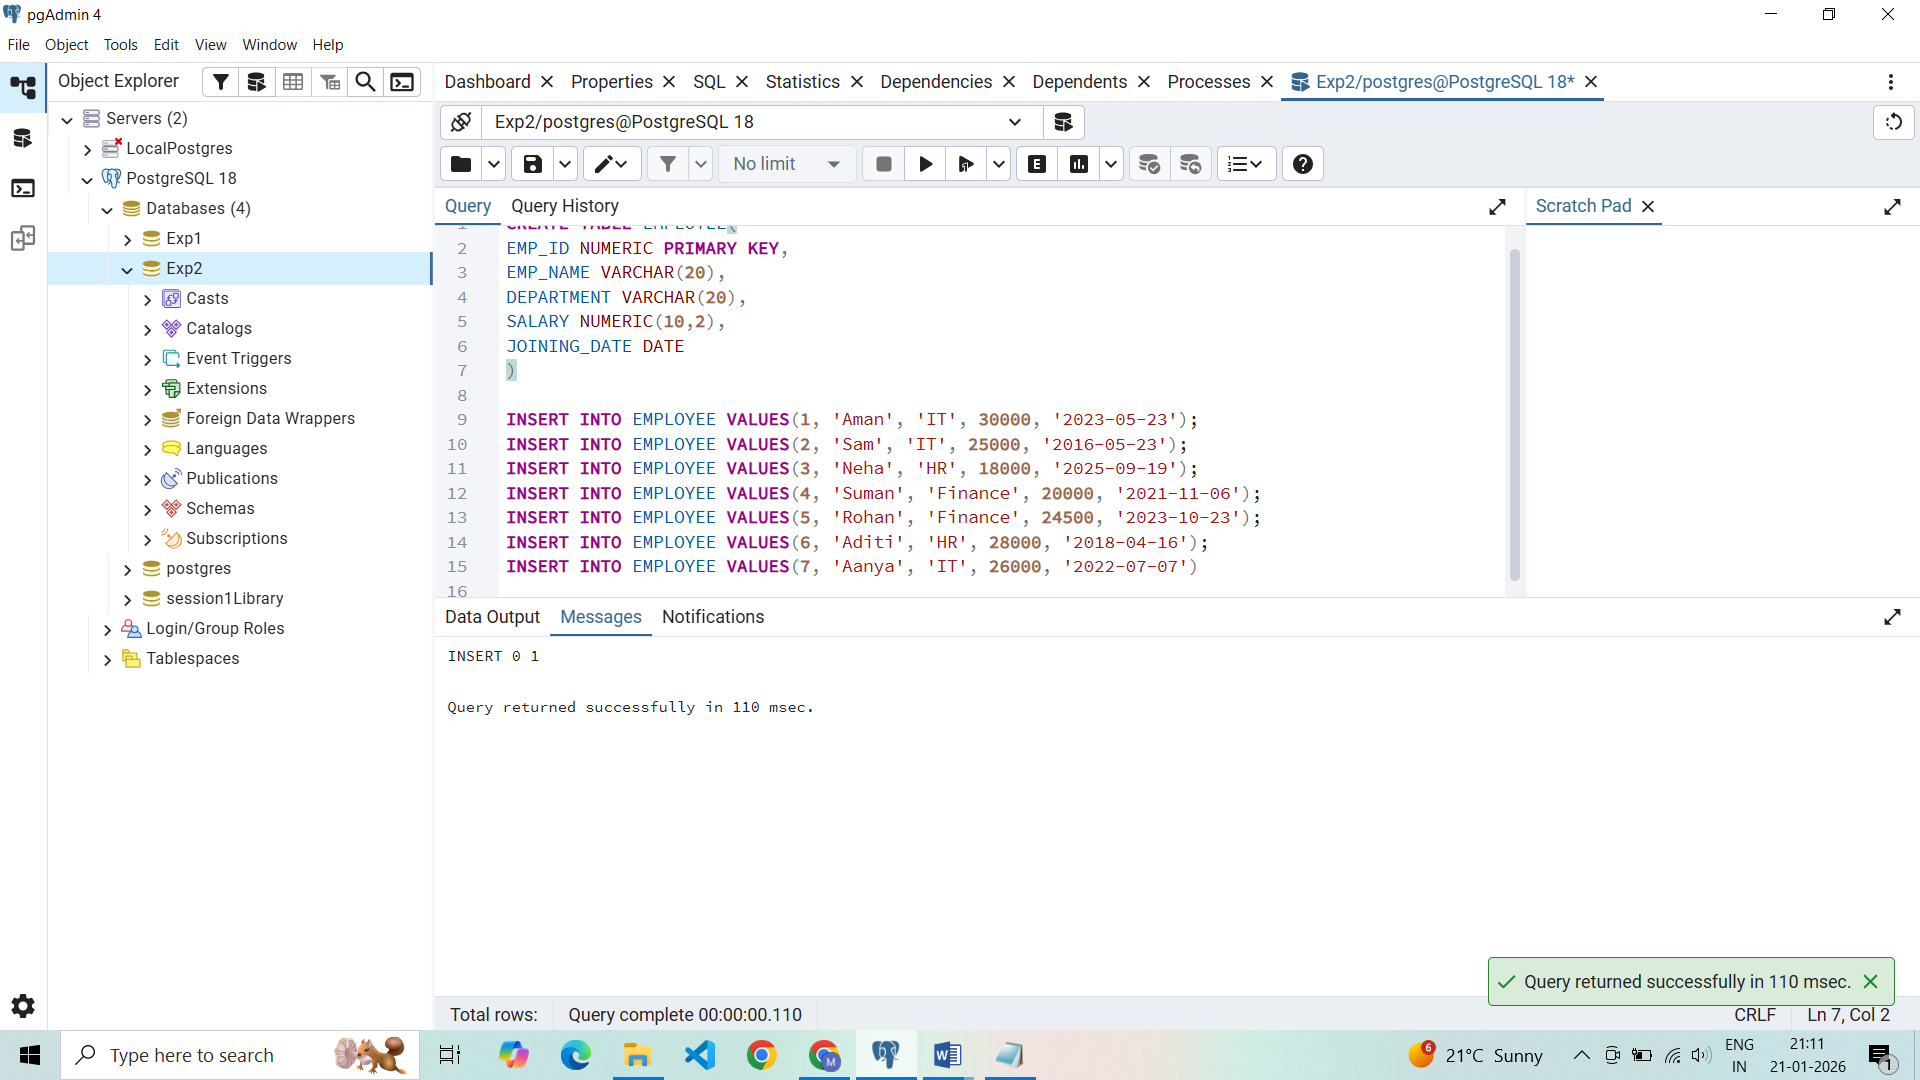 pgAdmin 4
File Object Tools Edit View Window Help
Object Explorer
Dashboard Properties SQL Statistics Dependencies Dependents Processes Exp2/postgres@PostgreSQL 18*
Servers (2)
LocalPostgres
PostgreSQL 18
Databases (4)
Exp1
Exp2
Casts
Catalogs
Event Triggers
Extensions
Foreign Data Wrappers
Languages
Publications
Schemas
Subscriptions
postgres
session1Library
Login/Group Roles
Tablespaces
Exp2/postgres@PostgreSQL 18
No limit
E
Query Query History
Scratch Pad
1 CREATE TABLE EMPLOYEE(
2 EMP_ID NUMERIC PRIMARY KEY,
3 EMP_NAME VARCHAR(20),
4 DEPARTMENT VARCHAR(20),
5 SALARY NUMERIC(10,2),
6 JOINING_DATE DATE
7 )
8
9 INSERT INTO EMPLOYEE VALUES(1, 'Aman', 'IT', 30000, '2023-05-23');
10 INSERT INTO EMPLOYEE VALUES(2, 'Sam', 'IT', 25000, '2016-05-23');
11 INSERT INTO EMPLOYEE VALUES(3, 'Neha', 'HR', 18000, '2025-09-19');
12 INSERT INTO EMPLOYEE VALUES(4, 'Suman', 'Finance', 20000, '2021-11-06');
13 INSERT INTO EMPLOYEE VALUES(5, 'Rohan', 'Finance', 24500, '2023-10-23');
14 INSERT INTO EMPLOYEE VALUES(6, 'Aditi', 'HR', 28000, '2018-04-16');
15 INSERT INTO EMPLOYEE VALUES(7, 'Aanya', 'IT', 26000, '2022-07-07')
16
Data Output Messages Notifications
INSERT 0 1
Query returned successfully in 110 msec.
Query returned successfully in 110 msec.
Total rows: Query complete 00:00:00.110
CRLF Ln 7, Col 2
Type here to search
M
6
21°C Sunny
ENG
IN
21:11
21-01-2026
1